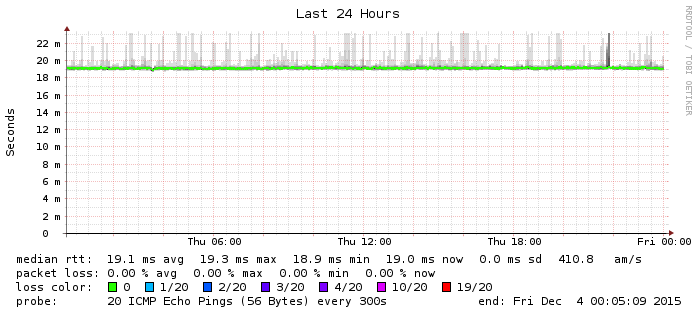 Last 24 Hours
RRDTOOL / TOBI OETIKER
Seconds
22 m
20 m
18 m
16 m
14 m
12 m
10 m
8 m
6 m
4 m
2 m
0
Thu 06:00 Thu 12:00 Thu 18:00 Fri 00:00
median rtt: 19.1 ms avg 19.3 ms max 18.9 ms min 19.0 ms now 0.0 ms sd 410.8 am/s
packet loss: 0.00 % avg 0.00 % max 0.00 % min 0.00 % now
loss color: 0 1/20 2/20 3/20 4/20 10/20 19/20
probe: 20 ICMP Echo Pings (56 Bytes) every 300s end: Fri Dec 4 00:05:09 2015